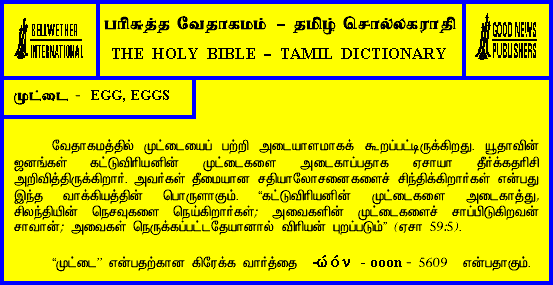 BELLWETHER
INTERNATIONAL
பரிசுத்த வேதாகமம் – தமிழ் சொல்லகராதி
THE HOLY BIBLE – TAMIL DICTIONARY
GOOD NEWS
PUBLISHERS
முட்டை - EGG, EGGS
வேதாகமத்தில் முட்டையைப் பற்றி அடையாளமாகக் கூறப்பட்டிருக்கிறது. யூதாவின்
ஜனங்கள் கட்டுவிரியனின் முட்டைகளை அடைகாப்பதாக ஏசாயா தீர்க்கதரிசி
அறிவித்திருக்கிறார். அவர்கள் தீமையான சதியாலோசனைகளைச் சிந்திக்கிறார்கள் என்பது
இந்த வாக்கியத்தின் பொருளாகும். “கட்டுவிரியனின் முட்டைகளை அடைகாத்து,
சிலந்தியின் நெசவுகளை நெய்கிறார்கள்; அவைகளின் முட்டைகளைச் சாப்பிடுகிறவன்
சாவான்; அவைகள் நெருக்கப்பட்டதேயானால் விரியன் புறப்படும்” (ஏசா 59:5).
“முட்டை” என்பதற்கான கிரேக்க வார்த்தை -ώόν - ooon - 5609 என்பதாகும்.